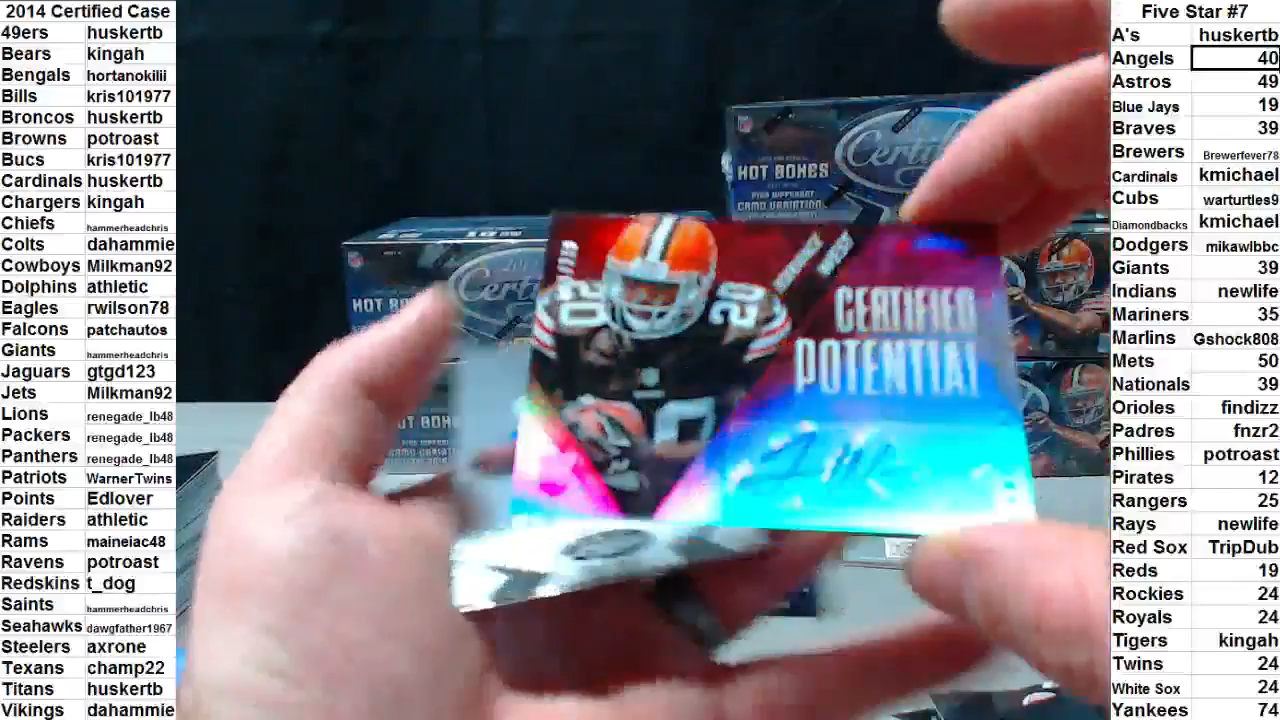 2014 Certified Case
49ers huskertb
Bears kingah
Bengals hortanokilii
Bills kris101977
Broncos huskertb
Browns potroast
Bucs kris101977
Cardinals huskertb
Chargers kingah
Chiefs hammerheadchris
Colts dahammie
Cowboys Milkman92
Dolphins athletic
Eagles rwilson78
Falcons patchautos
Giants hammerheadchris
Jaguars gtgd123
Jets Milkman92
Lions renegade_lb48
Packers renegade_lb48
Panthers renegade_lb48
Patriots WarnerTwins
Points Edlover
Raiders athletic
Rams maineiac48
Ravens potroast
Redskins t_dog
Saints hammerheadchris
Seahawks dawgfather1967
Steelers axrone
Texans champ22
Titans huskertb
Vikings dahammie
HOT BOXES
CAMO VARIATION
20
20
CERTIFIED
POTENTIAL
Five Star #7
A's huskertb
Angels 40
Astros 49
Blue Jays 19
Braves 39
Brewers Brewerfever78
Cardinals kmichael
Cubs warturtles9
Diamondbacks kmichael
Dodgers mikawlbbc
Giants 39
Indians newlife
Mariners 35
Marlins Gshock808
Mets 50
Nationals 39
Orioles findizz
Padres fnzr2
Phillies potroast
Pirates 12
Rangers 25
Rays newlife
Red Sox TripDub
Reds 19
Rockies 24
Royals 24
Tigers kingah
Twins 24
White Sox 24
Yankees 74